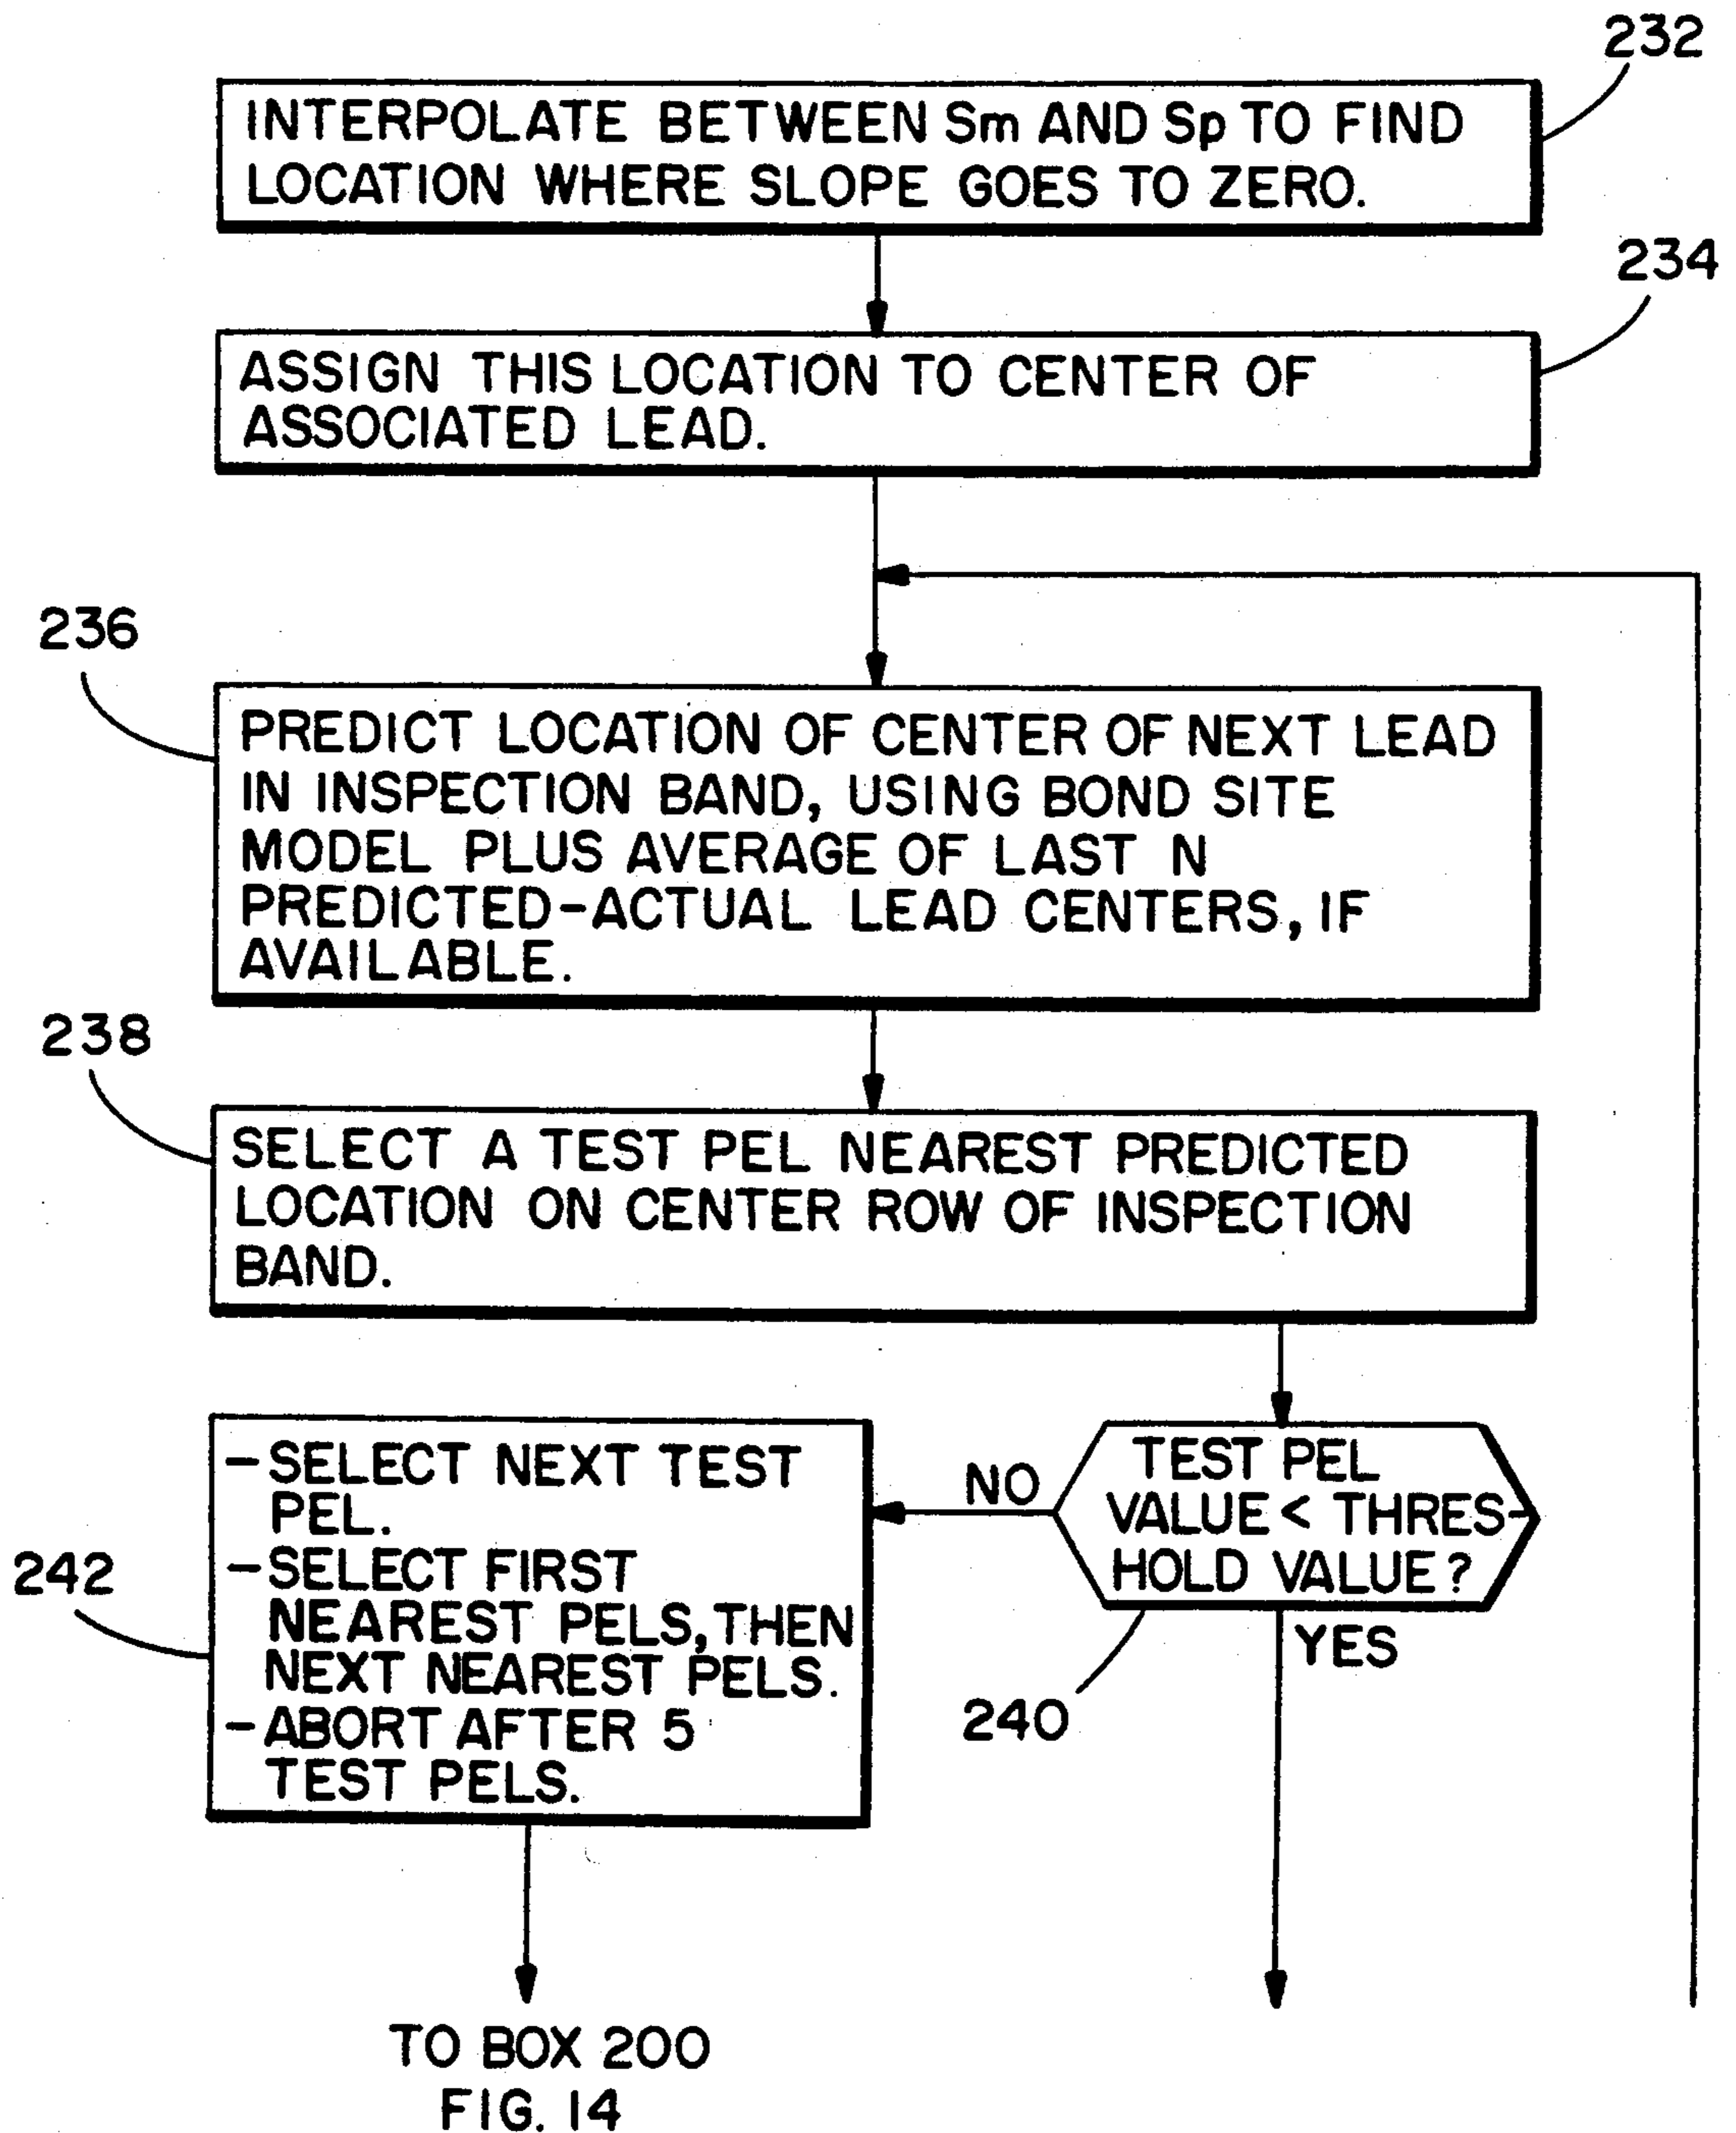 232
INTERPOLATE BETWEEN Sm AND Sp TO FIND
LOCATION WHERE SLOPE GOES TO ZERO.
234
ASSIGN THIS LOCATION TO CENTER OF
ASSOCIATED LEAD.
236
PREDICT LOCATION OF CENTER OF NEXT LEAD
IN INSPECTION BAND, USING BOND SITE
MODEL PLUS AVERAGE OF LAST N
PREDICTED-ACTUAL LEAD CENTERS, IF
AVAILABLE.
238
SELECT A TEST PEL NEAREST PREDICTED
LOCATION ON CENTER ROW OF INSPECTION
BAND.
TEST PEL
VALUE < THRES-
HOLD VALUE?
NO
YES
240
242
-SELECT NEXT TEST
PEL.
-SELECT FIRST
NEAREST PELS, THEN
NEXT NEAREST PELS.
-ABORT AFTER 5
TEST PELS.
TO BOX 200
FIG. 14